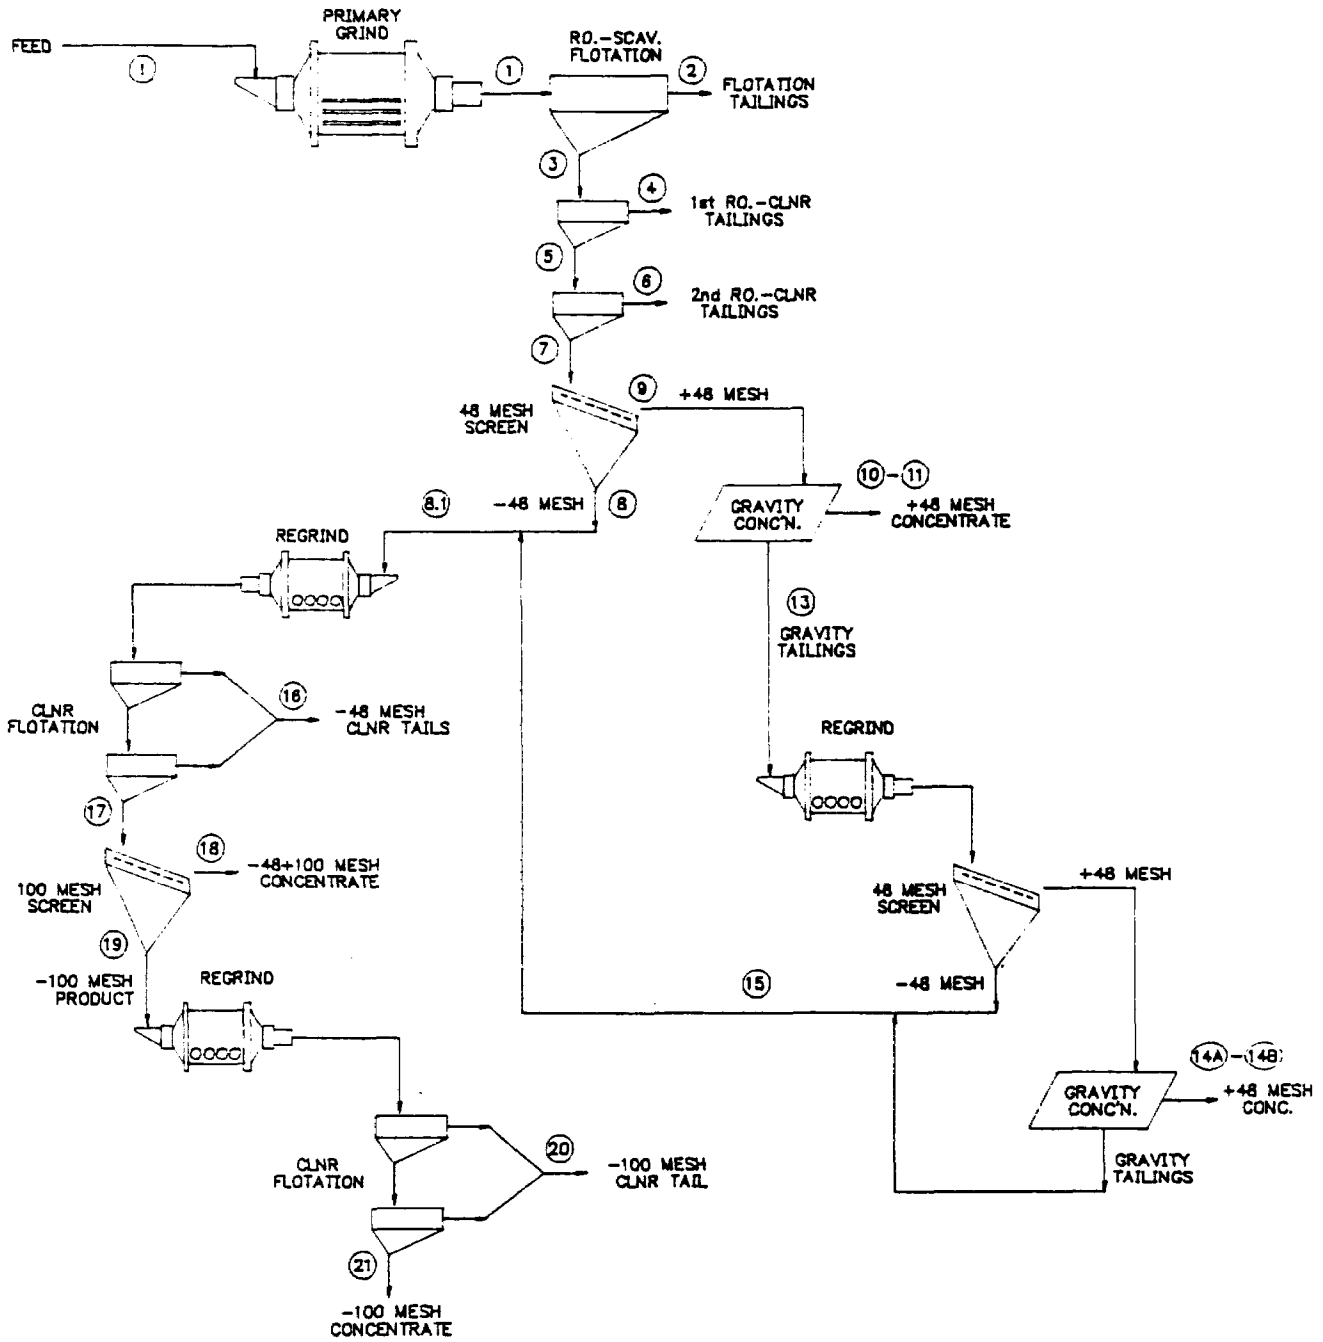 PRIMARY
GRIND
FEED
1
1
RO.-SCAV.
FLOTATION
2
FLOTATION
TAILINGS
3
4
1st RO.-CLNR
TAILINGS
5
6
2nd RO.-CLNR
TAILINGS
7
9
+48 MESH
48 MESH
SCREEN
10-11
+48 MESH
CONCENTRATE
GRAVITY
CONC'N.
8.1
-48 MESH
8
REGRIND
13
GRAVITY
TAILINGS
16
-48 MESH
CLNR TAILS
CLNR
FLOTATION
REGRIND
17
18
-48+100 MESH
CONCENTRATE
100 MESH
SCREEN
48 MESH
SCREEN
+48 MESH
19
-100 MESH
PRODUCT
REGRIND
15
-48 MESH
14A-14B
GRAVITY
CONC'N.
+48 MESH
CONC.
GRAVITY
TAILINGS
CLNR
FLOTATION
20
-100 MESH
CLNR TAIL
21
-100 MESH
CONCENTRATE